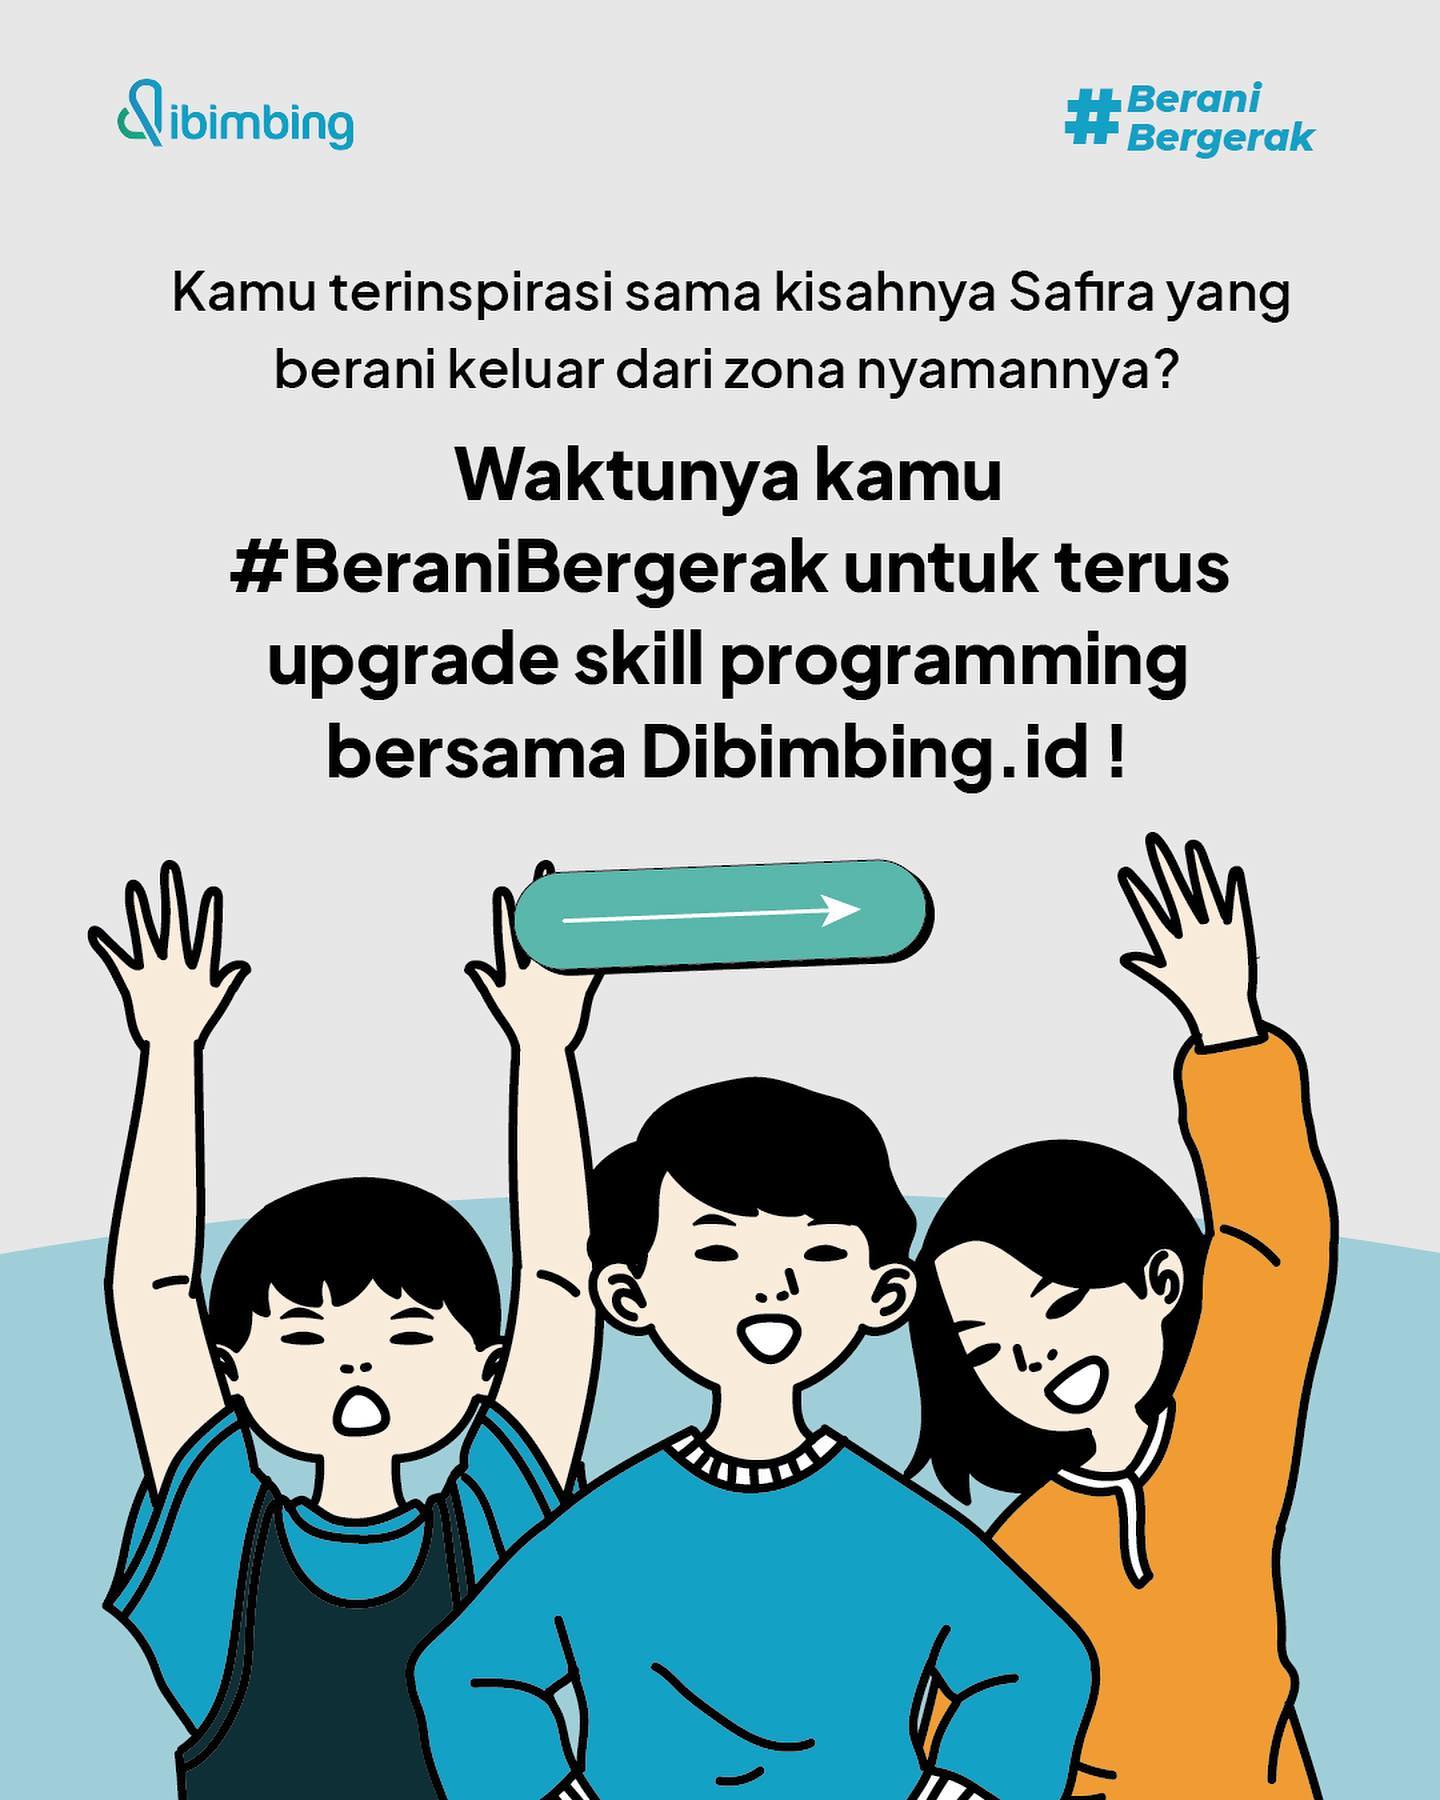 Dibimbing
#Berani
Bergerak
Kamu terinspirasi sama kisahnya Safira yang
berani keluar dari zona nyamannya?
Waktunya kamu
#BeraniBergerak untuk terus
upgrade skill programming
bersama Dibimbing.id !